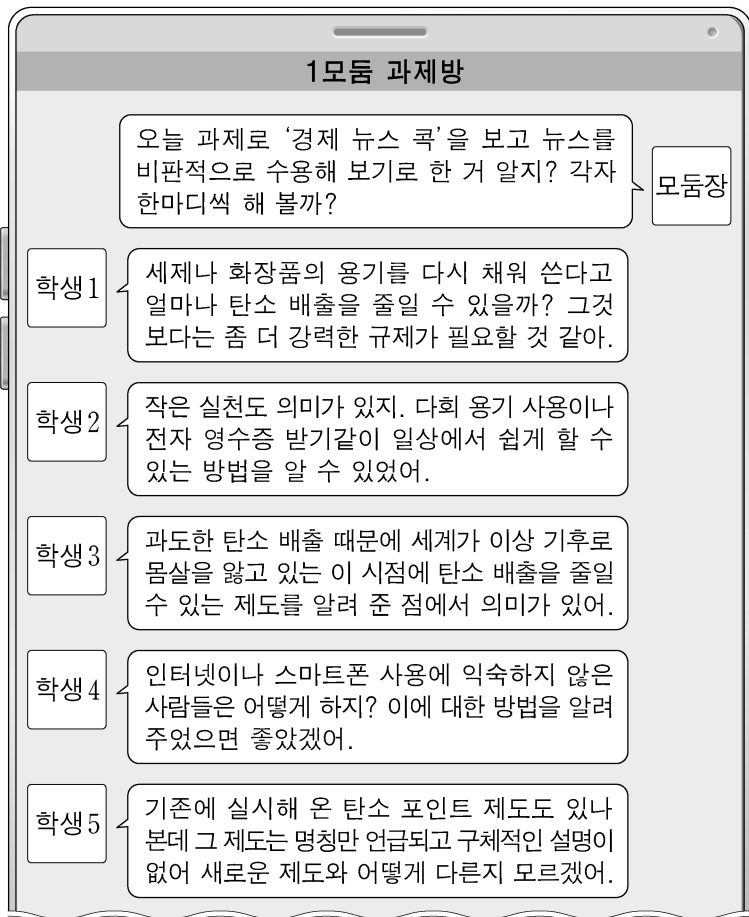 1모둠 과제방
오늘 과제로 ‘경제 뉴스 콕’을 보고 뉴스를
비판적으로 수용해 보기로 한 거 알지? 각자
한마디씩 해 볼까?
모둠장
학생1
세제나 화장품의 용기를 다시 채워 쓴다고
얼마나 탄소 배출을 줄일 수 있을까? 그것
보다는 좀 더 강력한 규제가 필요할 것 같아.
학생2
작은 실천도 의미가 있지. 다회 용기 사용이나
전자 영수증 받기같이 일상에서 쉽게 할 수
있는 방법을 알 수 있었어.
학생3
과도한 탄소 배출 때문에 세계가 이상 기후로
몸살을 앓고 있는 이 시점에 탄소 배출을 줄일
수 있는 제도를 알려 준 점에서 의미가 있어.
학생4
인터넷이나 스마트폰 사용에 익숙하지 않은
사람들은 어떻게 하지? 이에 대한 방법을 알려
주었으면 좋았겠어.
학생5
기존에 실시해 온 탄소 포인트 제도도 있나
본데 그 제도는 명칭만 언급되고 구체적인 설명이
없어 새로운 제도와 어떻게 다른지 모르겠어.